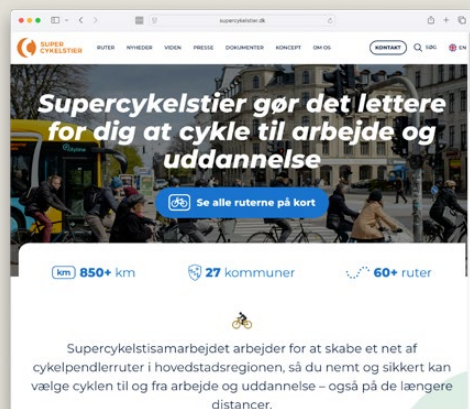 supercykelstier.dk
SUPER
CYKELSTIER
RUTER NYHEDER VIDEN PRESSE DOKUMENTER KONCEPT OM OS KONTAKT SØG EN
Supercykelstier gør det lettere
for dig at cykle til arbejde og
uddannelse
Se alle ruterne på kort
km 850+ km 27 kommuner 60+ ruter
Supercykelstisamarbejdet arbejder for at skabe et net af
cykelpendlerruter i hovedstadsregionen, så du nemt og sikkert kan
vælge cyklen til og fra arbejde og uddannelse – også på de længere
distancer.